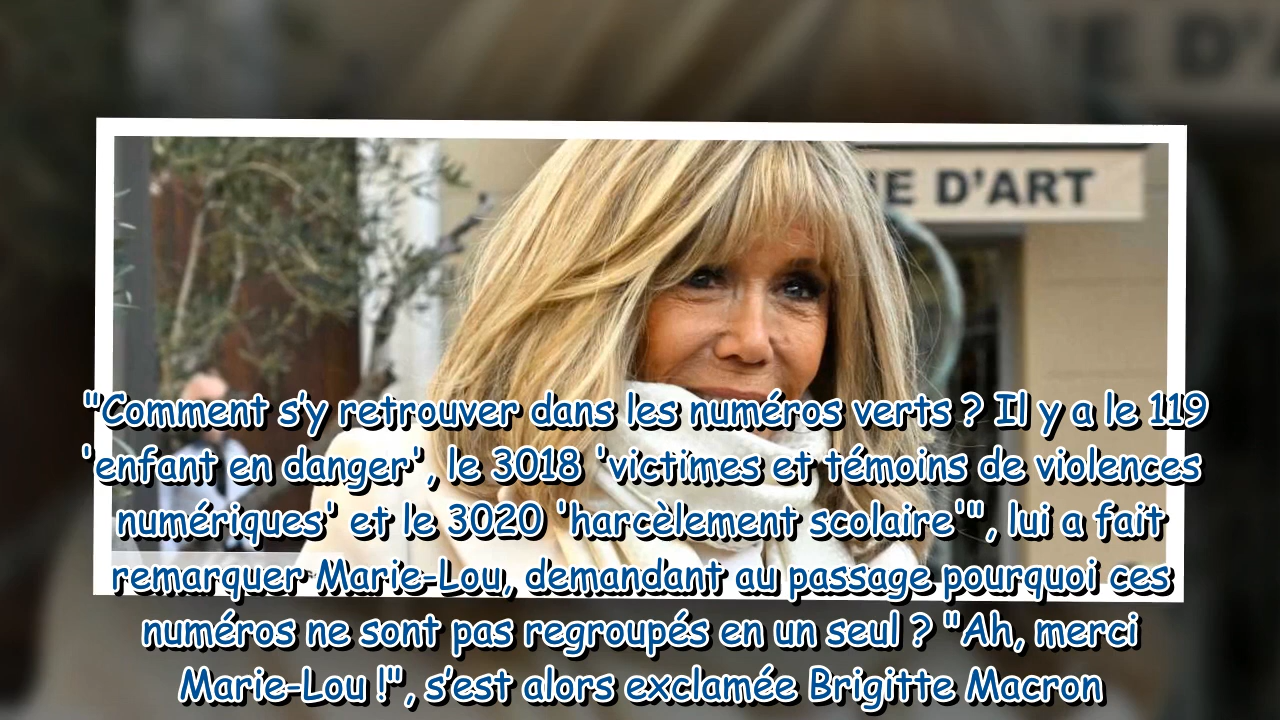 E D'ART
"Comment s'y retrouver dans les numéros verts ? Il y a le 119
'enfant en danger', le 3018 'victimes et témoins de violences
numériques' et le 3020 'harcèlement scolaire'", lui a fait
remarquer Marie-Lou, demandant au passage pourquoi ces
numéros ne sont pas regroupés en un seul ? "Ah, merci
Marie-Lou !", s'est alors exclamée Brigitte Macron